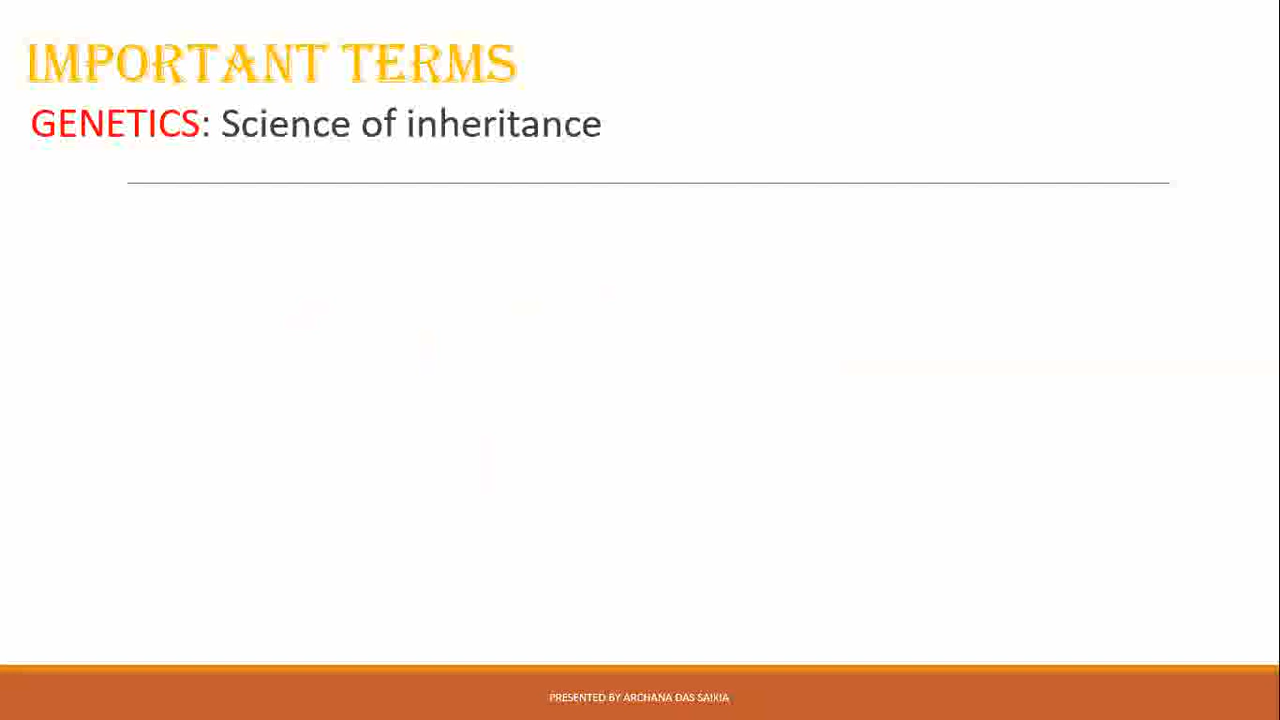 IMPORTANT TERMS
GENETICS: Science of inheritance
PRESENTED BY ARCHANA DAS SAIKIA